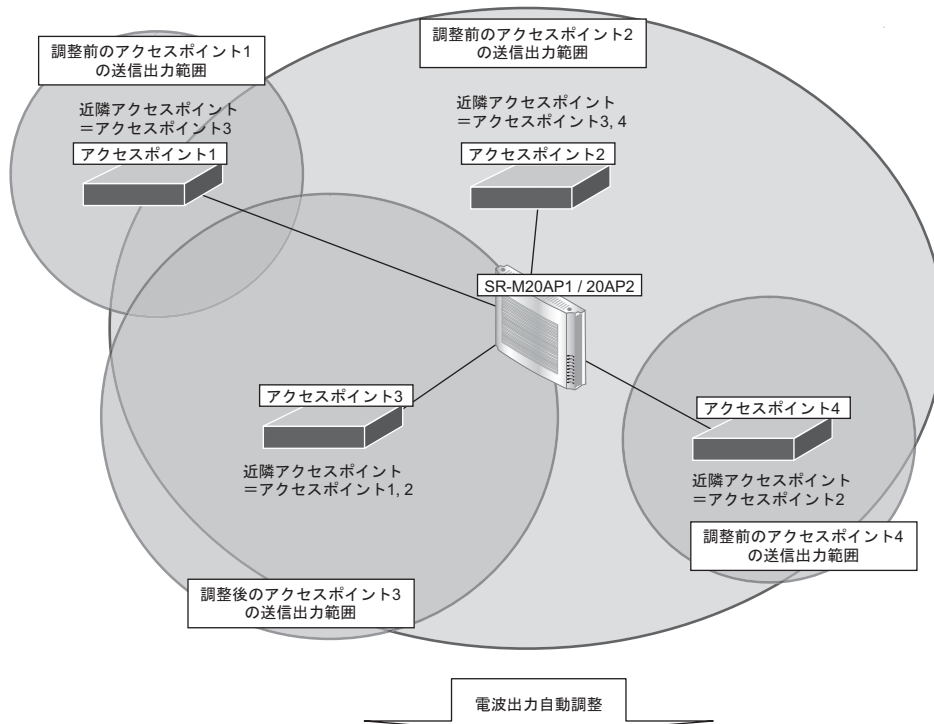 調整前のアクセスポイント1
の送信出力範囲
近隣アクセスポイント
＝アクセスポイント3
アクセスポイント1
調整前のアクセスポイント2
の送信出力範囲
近隣アクセスポイント
＝アクセスポイント3, 4
アクセスポイント2
SR-M20AP1 / 20AP2
アクセスポイント3
近隣アクセスポイント
＝アクセスポイント1, 2
アクセスポイント4
近隣アクセスポイント
＝アクセスポイント2
調整前のアクセスポイント4
の送信出力範囲
調整後のアクセスポイント3
の送信出力範囲
電波出力自動調整